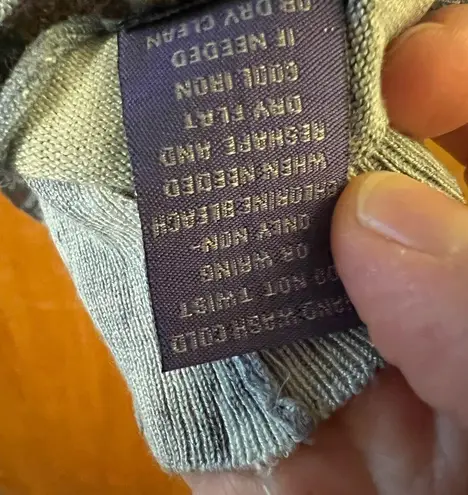 HAND WASH COLD
DO NOT TWIST
OR WRING
ONLY NON-
CHLORINE BLEACH
WHEN NEEDED
RESHAPE AND
DRY FLAT
COOL IRON
IF NEEDED
OR DRY CLEAN